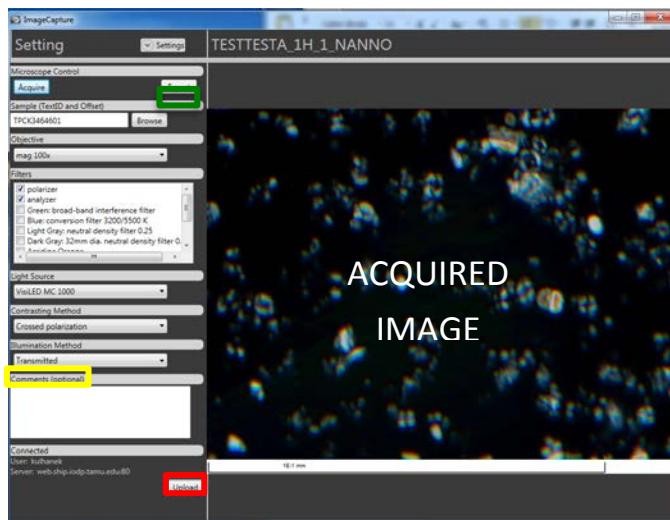 ImageCapture
Setting
Settings
TESTTESTA_1H_1_NANNO
Microscope Control
Acquire
Sample (TextID and Offset)
TPCK3464601
Browse
Objective
mag 100x
Filters
polarizer
analyzer
Green: broad-band interference filter
Blue: conversion filter 3200/5500 K
Light Gray: neutral density filter 0.25
Dark Gray: 32mm dia. neutral density filter 0.
Light Source
VisiLED MC 1000
Contrasting Method
Crossed polarization
Illumination Method
Transmitted
Comments (optional)
Connected
User: kulhanek
Server: web.ship.iodp.tamu.edu:80
Upload
ACQUIRED
IMAGE